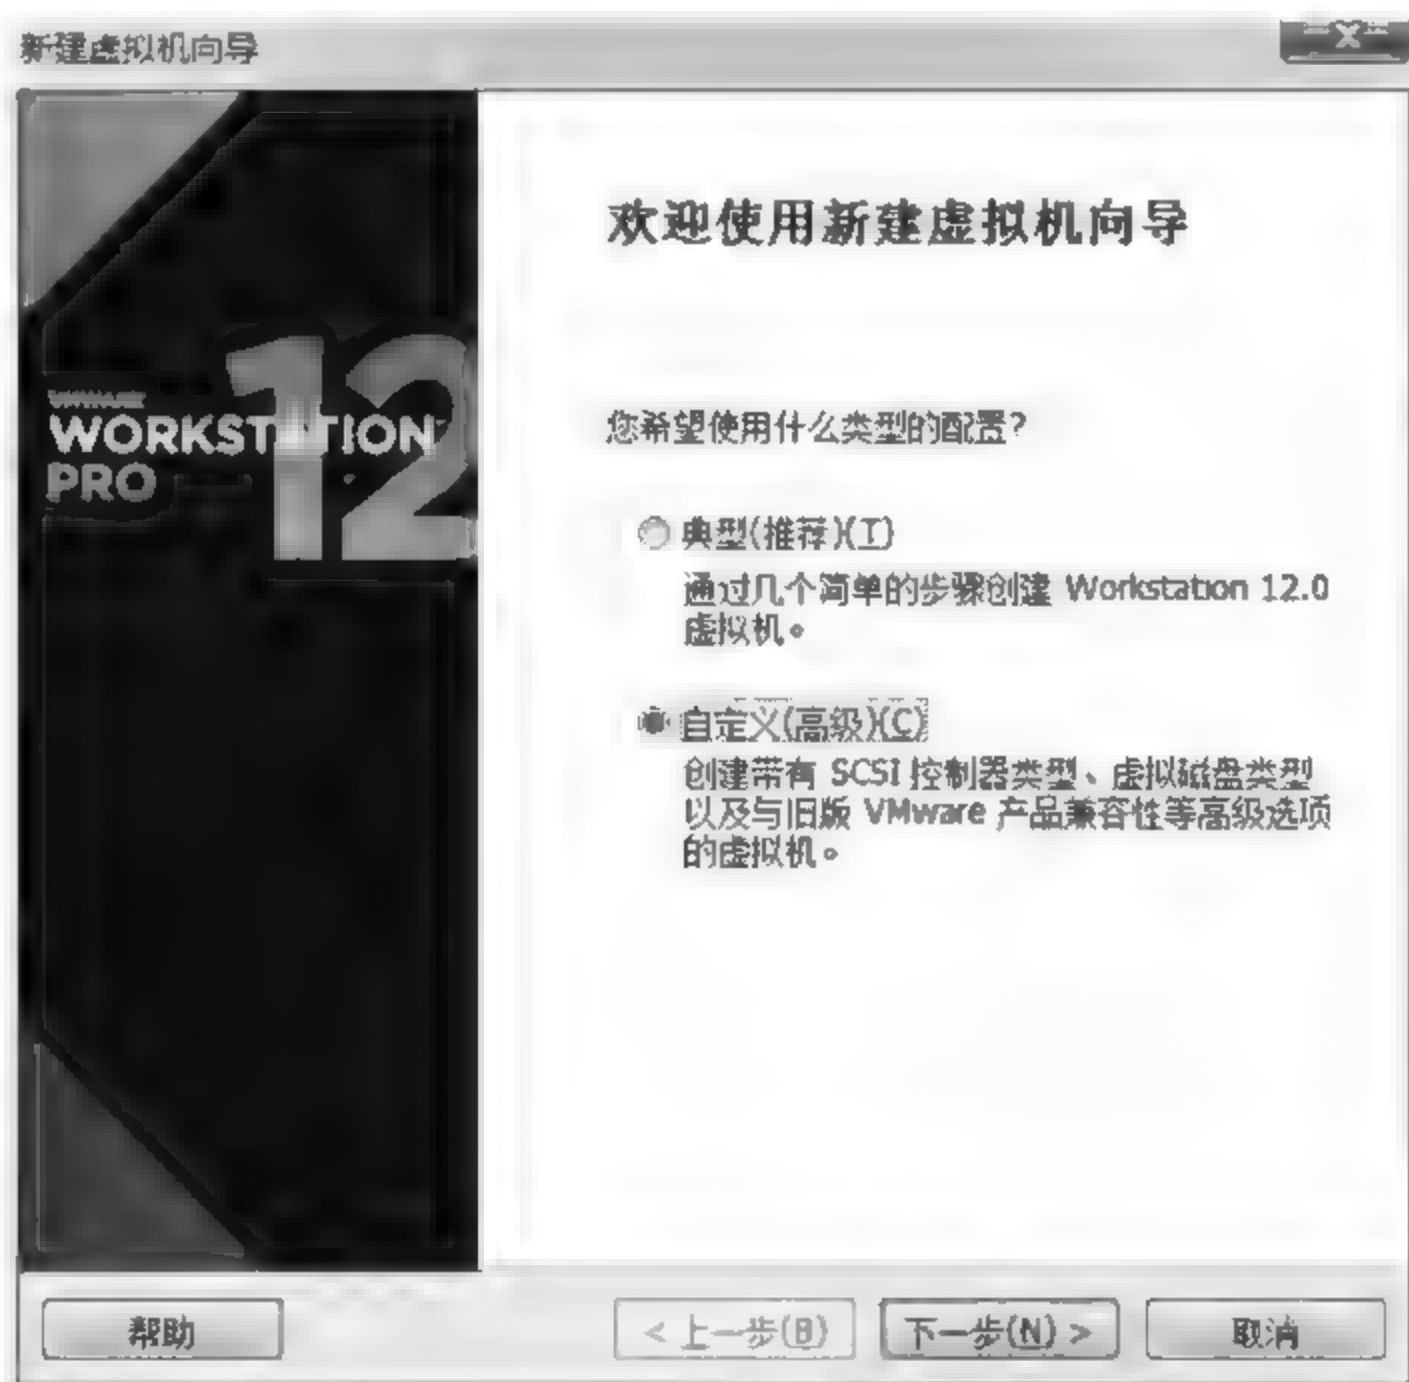 新建虚拟机向导
欢迎使用新建虚拟机向导
VMWARE
WORKSTATION 12
PRO
您希望使用什么类型的配置?
典型(推荐)(T)
通过几个简单的步骤创建 Workstation 12.0
虚拟机。
自定义(高级)(C)
创建带有 SCSI 控制器类型、虚拟磁盘类型
以及与旧版 VMware 产品兼容性等高级选项
的虚拟机。
帮助
< 上一步(B)
下一步(N) >
取消